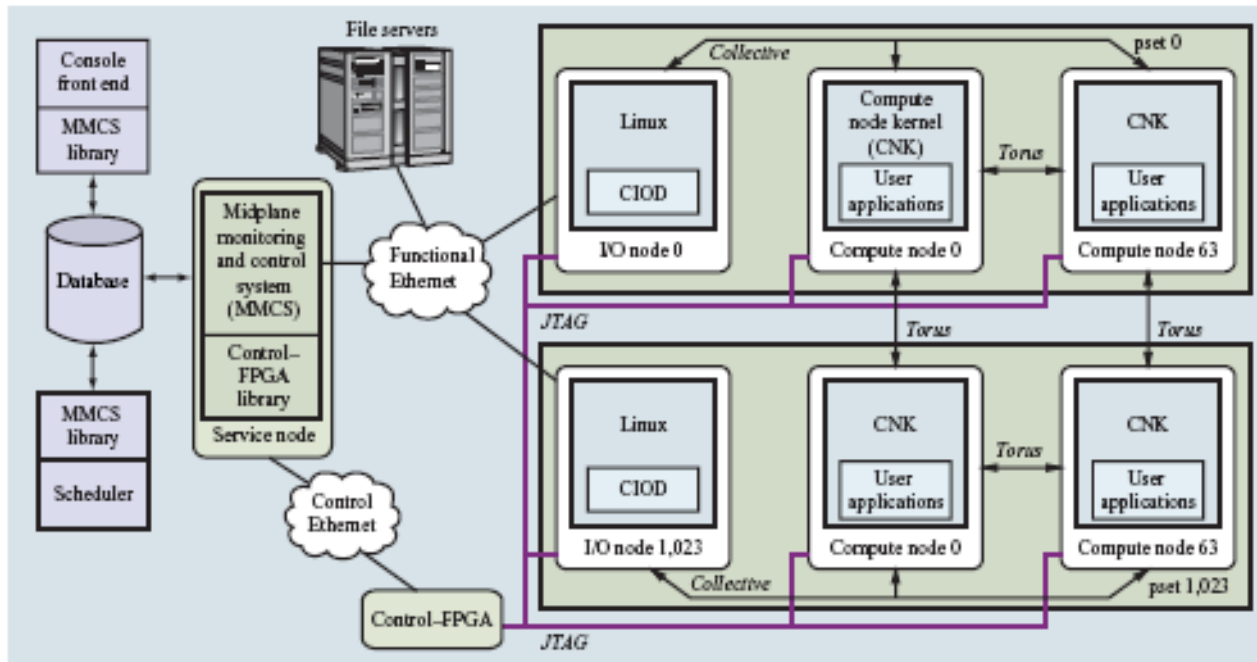 File servers
Console
front end
MMCS
library
Database
MMCS
library
Scheduler
Midplane
monitoring
and control
system
(MMCS)
Control–
FPGA
library
Service node
Functional
Ethernet
Control
Ethernet
Control–FPGA
pset 0
Collective
Linux
CIOD
I/O node 0
Compute
node kernel
(CNK)
User
applications
Compute node 0
Torus
CNK
User
applications
Compute node 63
JTAG
Torus
Torus
Linux
CIOD
I/O node 1,023
CNK
User
applications
Compute node 0
Torus
CNK
User
applications
Compute node 63
Collective
pset 1,023
JTAG